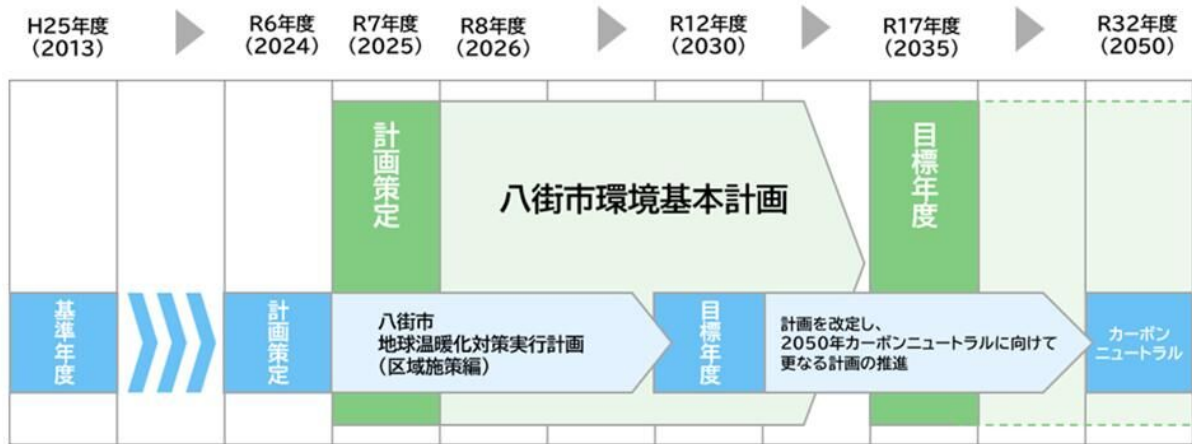 H25年度
(2013)
R6年度
(2024)
R7年度
(2025)
R8年度
(2026)
R12年度
(2030)
R17年度
(2035)
R32年度
(2050)
計画策定
八街市環境基本計画
目標年度
基準年度
計画策定
八街市
地球温暖化対策実行計画
(区域施策編)
目標年度
計画を改定し、
2050年カーボンニュートラルに向けて
更なる計画の推進
カーボン
ニュートラル